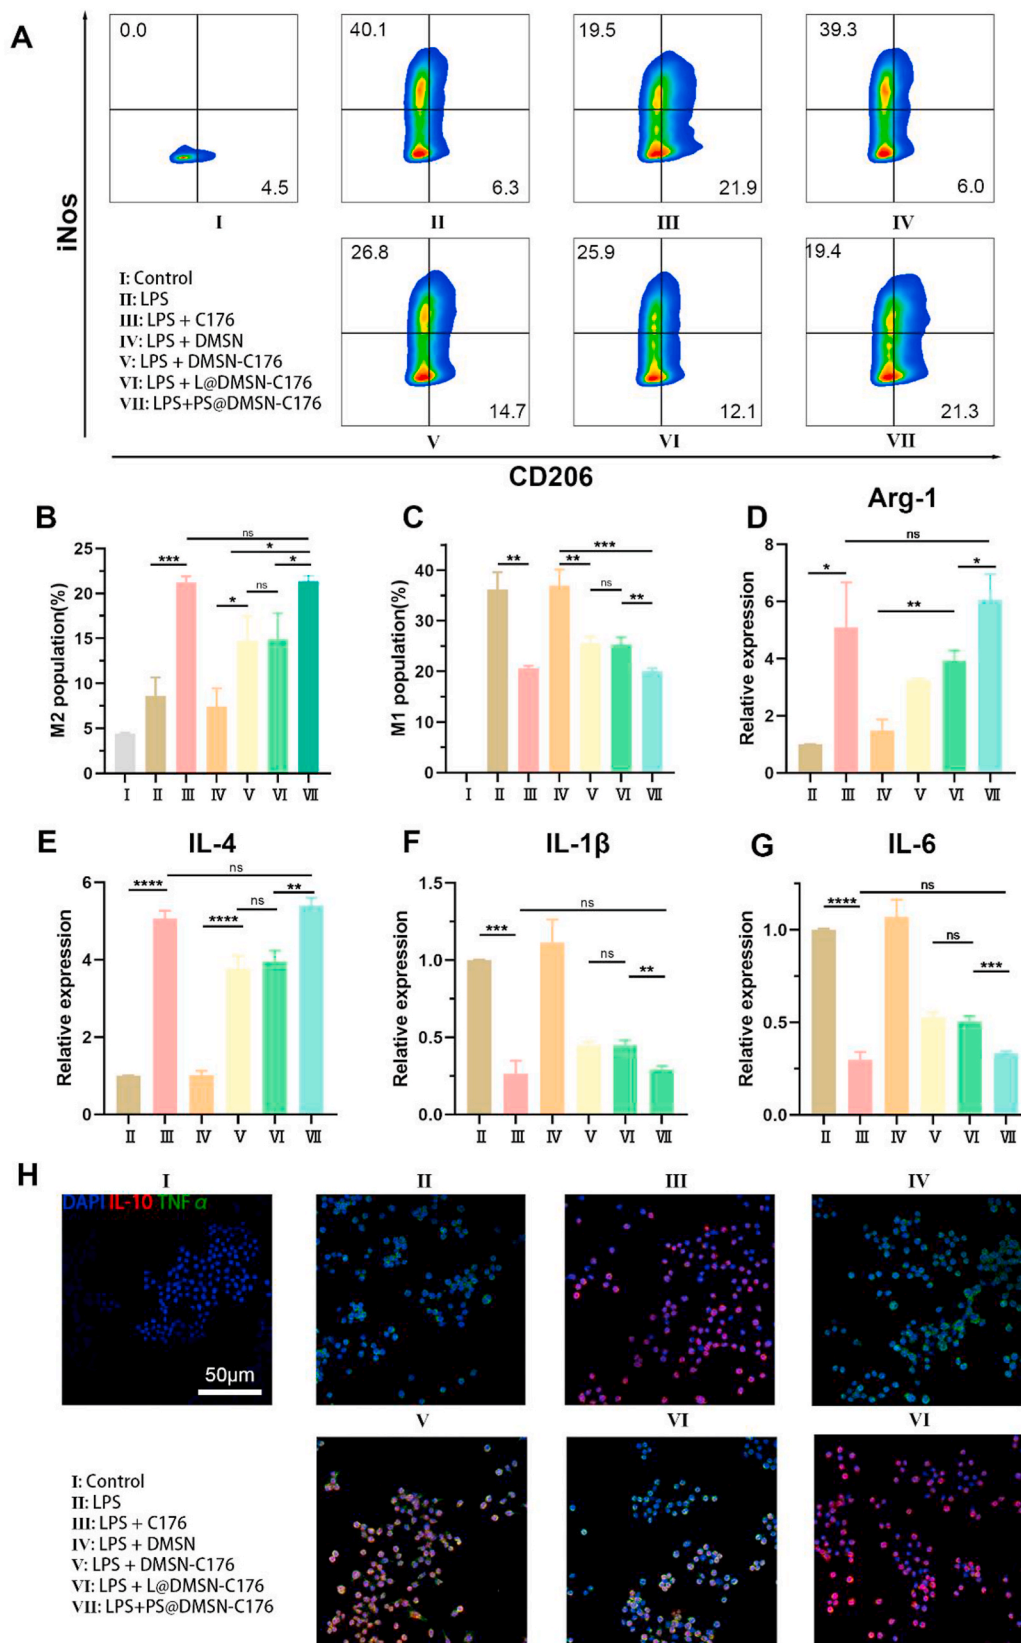 A
iNos
0.0
4.5
I
40.1
6.3
II
19.5
21.9
III
39.3
6.0
IV
I: Control
II: LPS
III: LPS + C176
IV: LPS + DMSN
V: LPS + DMSN-C176
VI: LPS + L@DMSN-C176
VII: LPS+PS@DMSN-C176
26.8
14.7
V
25.9
12.1
VI
19.4
21.3
VII
CD206
B
M2 population(%)
25
20
15
10
5
0
***
*
ns
*
*
ns
I II III IV V VI VII
C
M1 population(%)
40
30
20
10
0
**
**
***
ns
**
I II III IV V VI VII
D
Arg-1
Relative expression
8
6
4
2
0
*
ns
**
*
II III IV V VI VII
E
IL-4
Relative expression
6
4
2
0
****
ns
****
ns
**
II III IV V VI VII
F
IL-1β
Relative expression
1.5
1.0
0.5
0.0
***
ns
ns
**
II III IV V VI VII
G
IL-6
Relative expression
1.0
0.5
0.0
****
ns
ns
***
II III IV V VI VII
H
I II III IV
DAPI IL-10 TNF α
50μm
V VI VI
I: Control
II: LPS
III: LPS + C176
IV: LPS + DMSN
V: LPS + DMSN-C176
VI: LPS + L@DMSN-C176
VII: LPS+PS@DMSN-C176